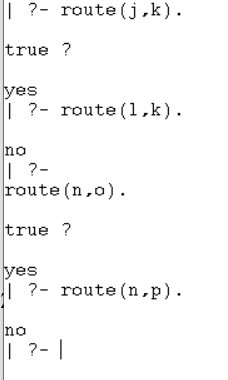 | ?- route(j,k).
true ?
yes
| ?- route(l,k).
no
| ?-
route(n,o).
true ?
yes
| ?- route(n,p).
no
| ?-